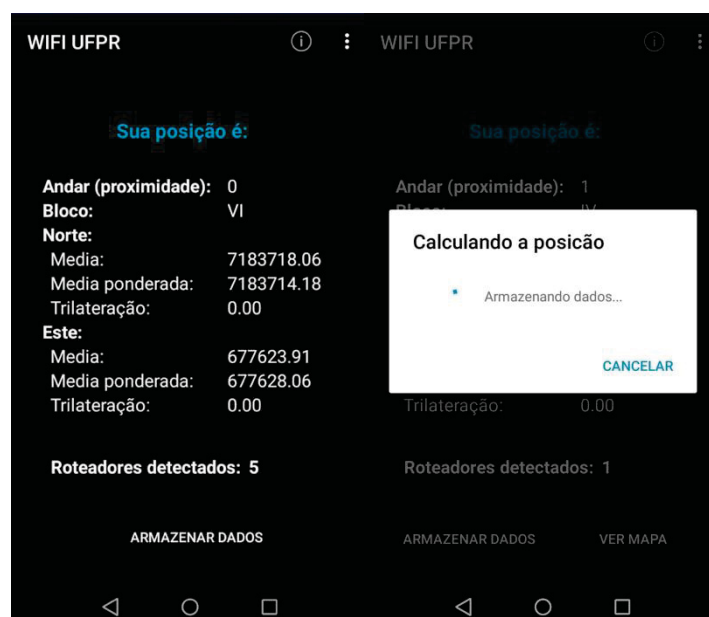 WIFI UFPR
Sua posição é:
Andar (proximidade): 0
Bloco: VI
Norte:
Media: 7183718.06
Media ponderada: 7183714.18
Trilateração: 0.00
Este:
Media: 677623.91
Media ponderada: 677628.06
Trilateração: 0.00
Roteadores detectados: 5
ARMAZENAR DADOS
WIFI UFPR
Sua posição é:
Andar (proximidade): 1
Bloco: IV
Calculando a posicão
Armazenando dados...
CANCELAR
Trilateração: 0.00
Roteadores detectados: 1
ARMAZENAR DADOS VER MAPA